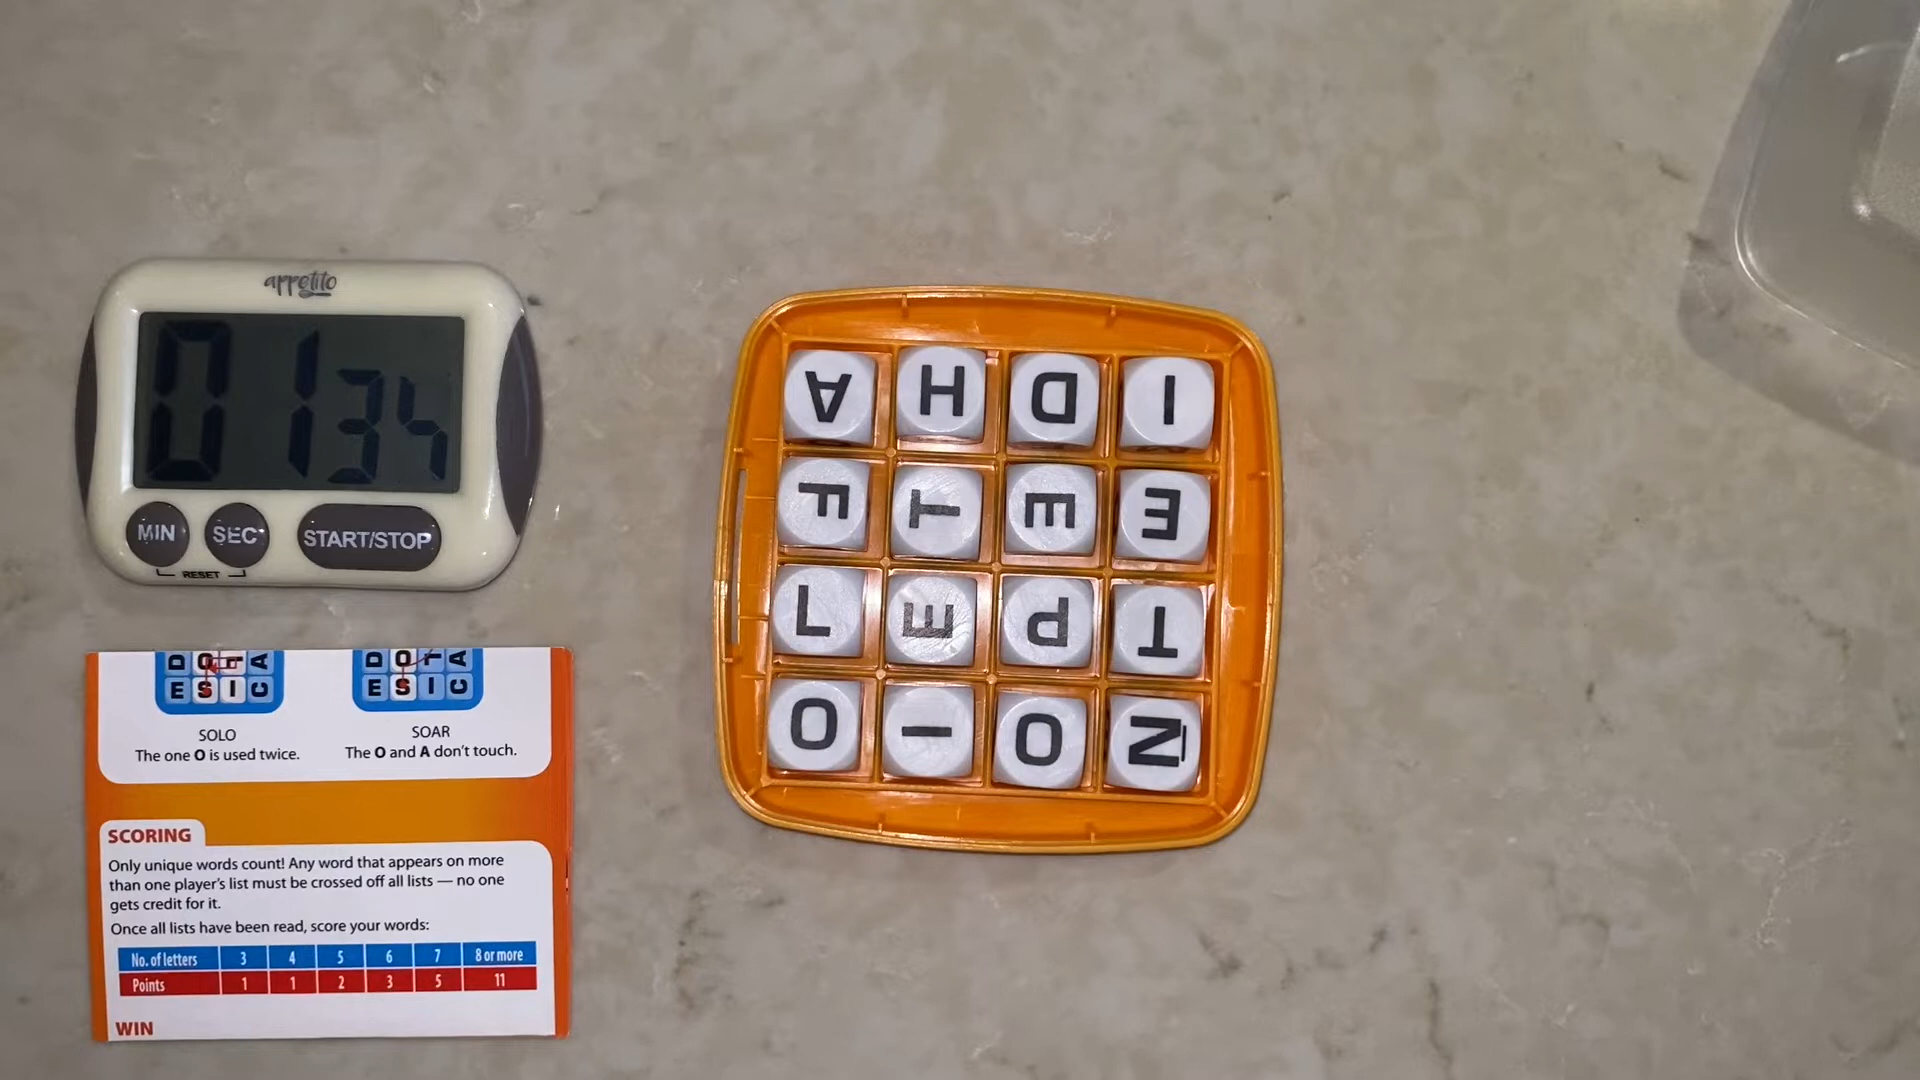 appetito
01 34
MIN SEC START/STOP
RESET
D O L A
E S I C
SOLO
The one O is used twice.
D O L A
E S I C
SOAR
The O and A don't touch.
SCORING
Only unique words count! Any word that appears on more
than one player's list must be crossed off all lists — no one
gets credit for it.
Once all lists have been read, score your words:
No. of letters 3 4 5 6 7 8 or more
Points 1 1 2 3 5 11
WIN
A H D I
F T E E
L E P T
O I O N